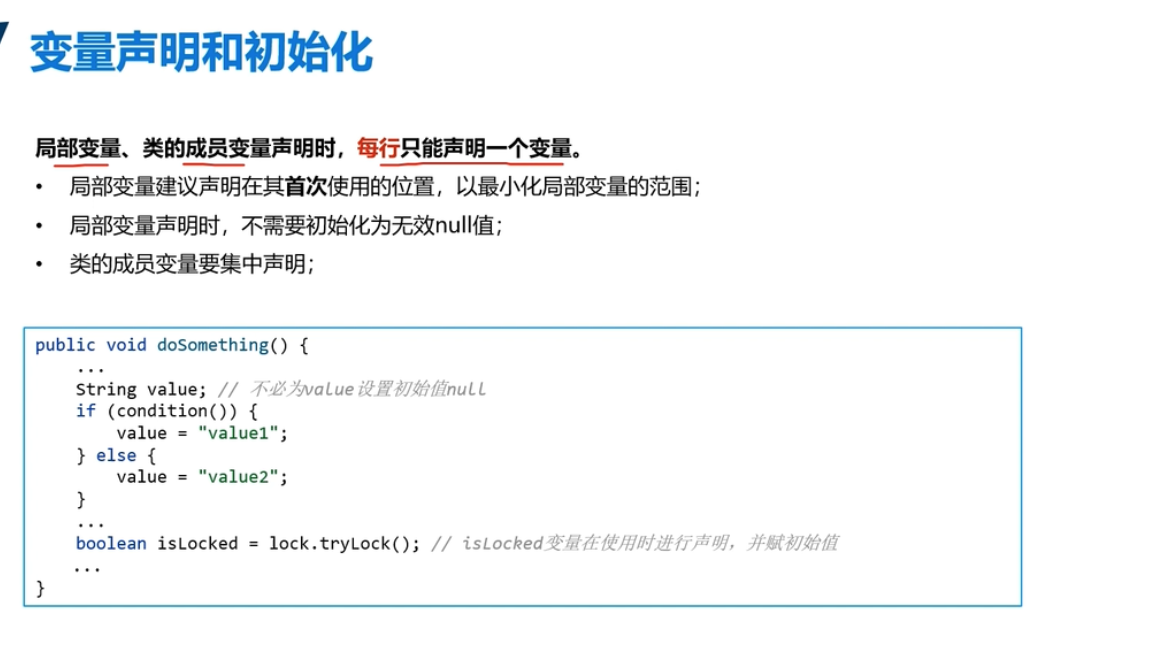 变量声明和初始化
局部变量、类的成员变量声明时，每行只能声明一个变量。
• 局部变量建议声明在其首次使用的位置，以最小化局部变量的范围；
• 局部变量声明时，不需要初始化为无效null值；
• 类的成员变量要集中声明；
public void doSomething() {
...
String value; // 不必为value设置初始值null
if (condition()) {
value = "value1";
} else {
value = "value2";
}
...
boolean isLocked = lock.tryLock(); // isLocked变量在使用时进行声明，并赋初始值
...
}